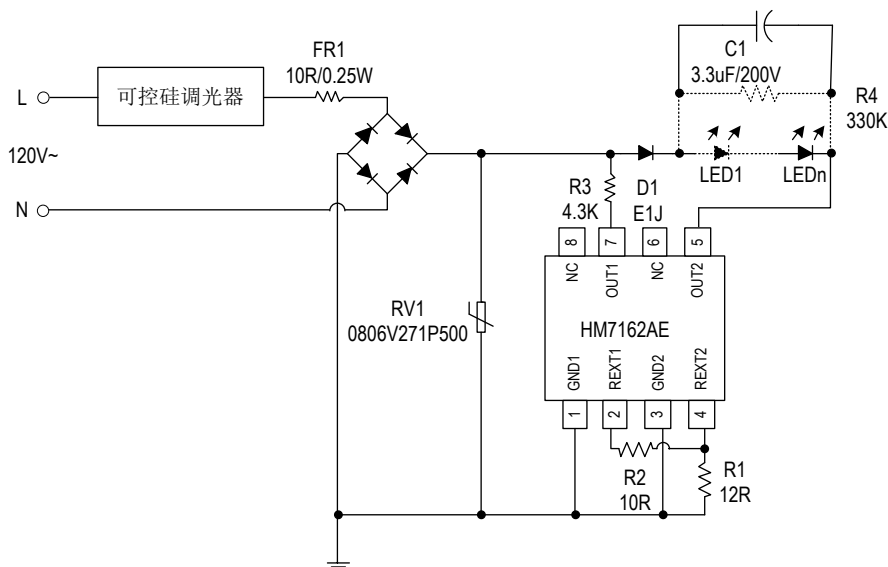 FR1
10R/0.25W
C1
3.3uF/200V
R4
330K
L
可控硅调光器
120V~
N
LED1
LEDn
R3
4.3K
D1
E1J
8
7
6
5
NC
OUT1
NC
OUT2
HM7162AE
RV1
0806V271P500
GND1
REXT1
GND2
REXT2
1
2
3
4
R2
10R
R1
12R